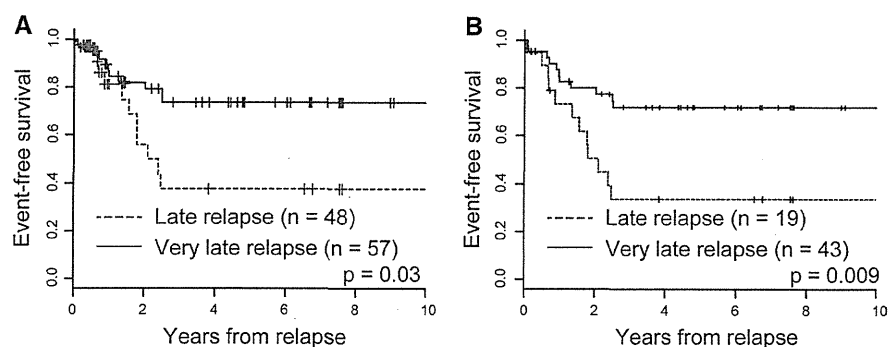 A
Event-free survival
1.0
0.8
0.6
0.4
0.2
0.0
Late relapse (n = 48)
Very late relapse (n = 57)
p = 0.03
0 2 4 6 8 10
Years from relapse
B
Event-free survival
1.0
0.8
0.6
0.4
0.2
0.0
Late relapse (n = 19)
Very late relapse (n = 43)
p = 0.009
0 2 4 6 8 10
Years from relapse